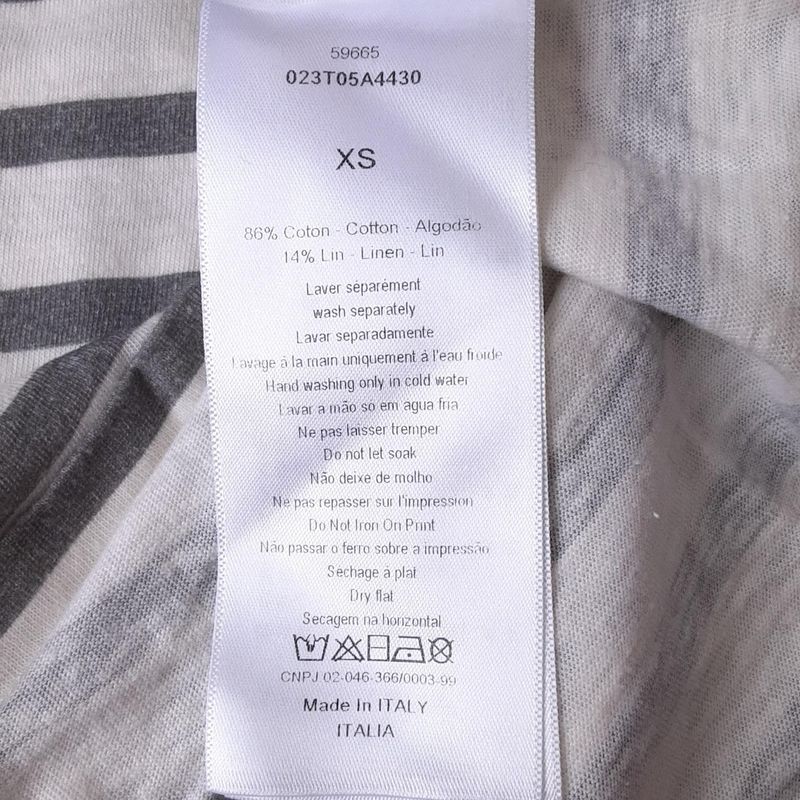 59665
023T05A4430
XS
86% Coton - Cotton - Algodão
14% Lin - Linen - Lin
Laver séparément
wash separately
Lavar separadamente
Lavage á la main uniquement á l'eau froide
Hand washing only in cold water
Lavar a mão so em agua fria
Ne pas laisser tremper
Do not let soak
Não deixe de molho
Ne pas repasser sur l'impression
Do Not Iron On Print
Não passar o ferro sobre a impressão
Sechage á plat
Dry flat
Secagem na horizontal
CNPJ 02-046-366/0003-99
Made In ITALY
ITALIA